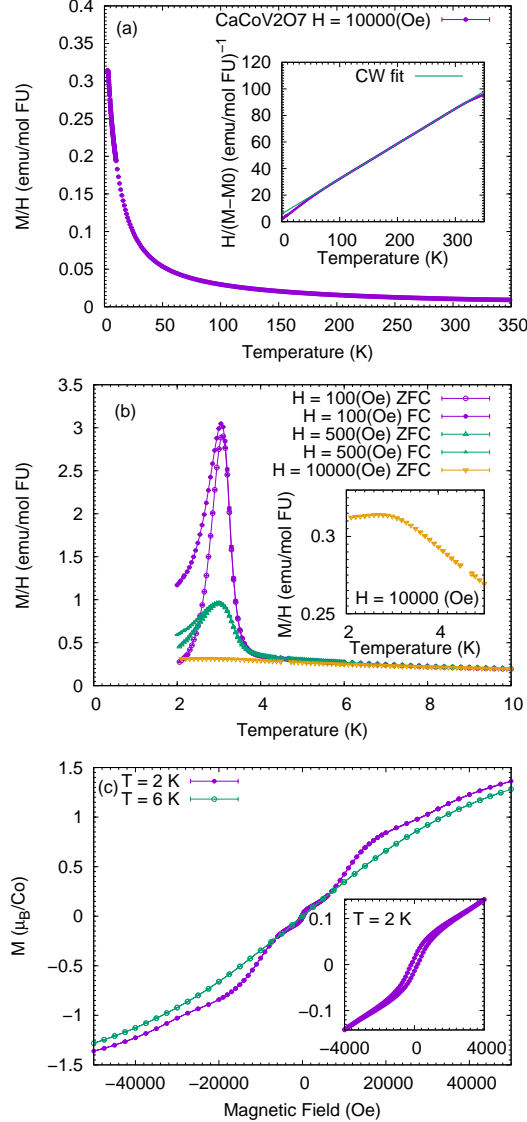 (a)
CaCoV2O7 H = 10000(Oe)
M/H (emu/mol FU)
0.4
0.35
0.3
0.25
0.2
0.15
0.1
0.05
0
0 50 100 150 200 250 300 350
Temperature (K)
CW fit
H/(M−M0) (emu/mol FU)⁻¹
120
100
80
60
40
20
0
0 100 200 300
Temperature (K)
(b)
H = 100(Oe) ZFC
H = 100(Oe) FC
H = 500(Oe) ZFC
H = 500(Oe) FC
H = 10000(Oe) ZFC
M/H (emu/mol FU)
3.5
3
2.5
2
1.5
1
0.5
0
0 2 4 6 8 10
Temperature (K)
M/H (emu/mol FU)
0.3
0.25
H = 10000 (Oe)
2 4
Temperature (K)
(c)
T = 2 K
T = 6 K
M (μB/Co)
1.5
1
0.5
0
−0.5
−1
−1.5
−40000 −20000 0 20000 40000
Magnetic Field (Oe)
T = 2 K
0.1
0
−0.1
−4000 0 4000